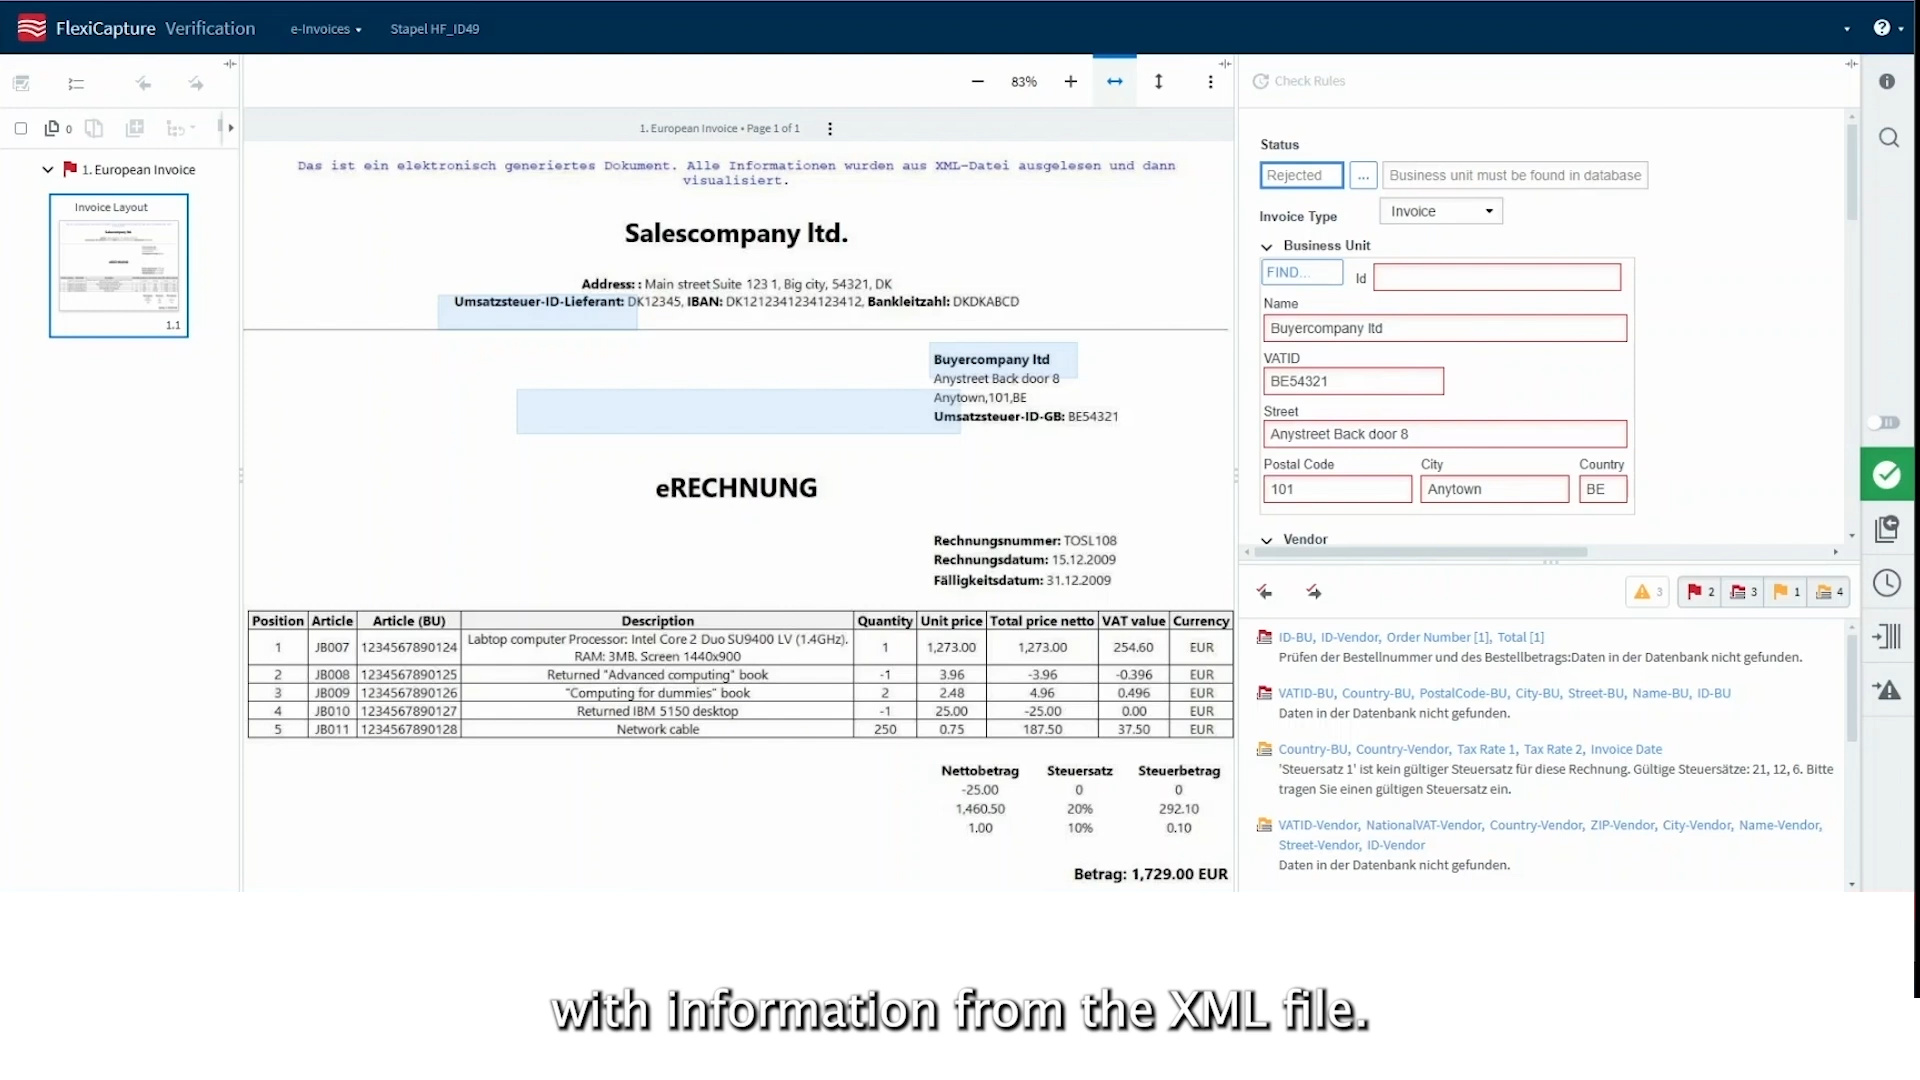 FlexiCapture Verification e-Invoices Stapel HF_ID49
83%
Check Rules
0
1. European Invoice • Page 1 of 1
1. European Invoice
Invoice Layout
1.1
Das ist ein elektronisch generiertes Dokument. Alle Informationen wurden aus XML-Datei ausgelesen und dann
visualisiert.
Salescompany ltd.
Address: : Main street Suite 123 1, Big city, 54321, DK
Umsatzsteuer-ID-Lieferant: DK12345, IBAN: DK1212341234123412, Bankleitzahl: DKDKABCD
Buyercompany ltd
Anystreet Back door 8
Anytown,101,BE
Umsatzsteuer-ID-GB: BE54321
eRECHNUNG
Rechnungsnummer: TOSL108
Rechnungsdatum: 15.12.2009
Fälligkeitsdatum: 31.12.2009
Position Article Article (BU) Description Quantity Unit price Total price netto VAT value Currency
1 JB007 1234567890124 Labtop computer Processor: Intel Core 2 Duo SU9400 LV (1.4GHz). 1 1,273.00 1,273.00 254.60 EUR
RAM: 3MB. Screen 1440x900
2 JB008 1234567890125 Returned "Advanced computing" book -1 3.96 -3.96 -0.396 EUR
3 JB009 1234567890126 "Computing for dummies" book 2 2.48 4.96 0.496 EUR
4 JB010 1234567890127 Returned IBM 5150 desktop -1 25.00 -25.00 0.00 EUR
5 JB011 1234567890128 Network cable 250 0.75 187.50 37.50 EUR
Nettobetrag Steuersatz Steuerbetrag
-25.00 0 0
1,460.50 20% 292.10
1.00 10% 0.10
Betrag: 1,729.00 EUR
Status
Rejected ... Business unit must be found in database
Invoice Type Invoice
Business Unit
FIND... Id
Name
Buyercompany ltd
VATID
BE54321
Street
Anystreet Back door 8
Postal Code City Country
101 Anytown BE
Vendor
3 2 3 1 4
ID-BU, ID-Vendor, Order Number [1], Total [1]
Prüfen der Bestellnummer und des Bestellbetrags:Daten in der Datenbank nicht gefunden.
VATID-BU, Country-BU, PostalCode-BU, City-BU, Street-BU, Name-BU, ID-BU
Daten in der Datenbank nicht gefunden.
Country-BU, Country-Vendor, Tax Rate 1, Tax Rate 2, Invoice Date
'Steuersatz 1' ist kein gültiger Steuersatz für diese Rechnung. Gültige Steuersätze: 21, 12, 6. Bitte
tragen Sie einen gültigen Steuersatz ein.
VATID-Vendor, NationalVAT-Vendor, Country-Vendor, ZIP-Vendor, City-Vendor, Name-Vendor,
Street-Vendor, ID-Vendor
Daten in der Datenbank nicht gefunden.
with information from the XML file.